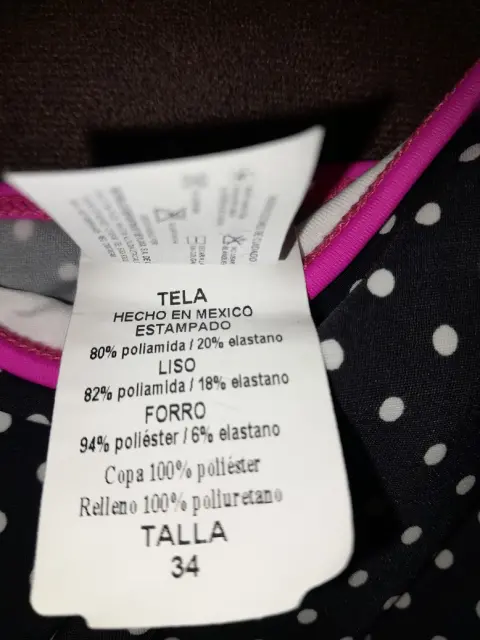 TELA
HECHO EN MEXICO
ESTAMPADO
80% poliamida / 20% elastano
LISO
82% poliamida / 18% elastano
FORRO
94% poliéster / 6% elastano
Copa 100% poliéster
Relleno 100% poliuretano
TALLA
34